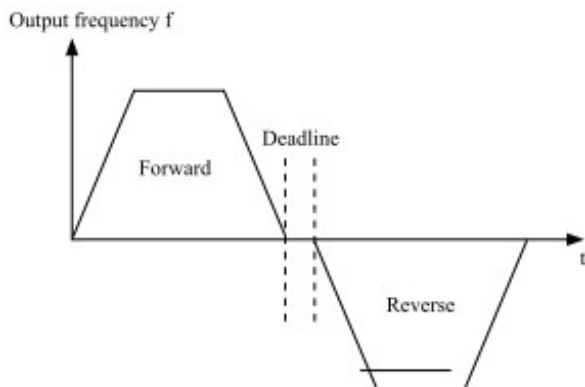 Output frequency f
Deadline
Forward
t
Reverse